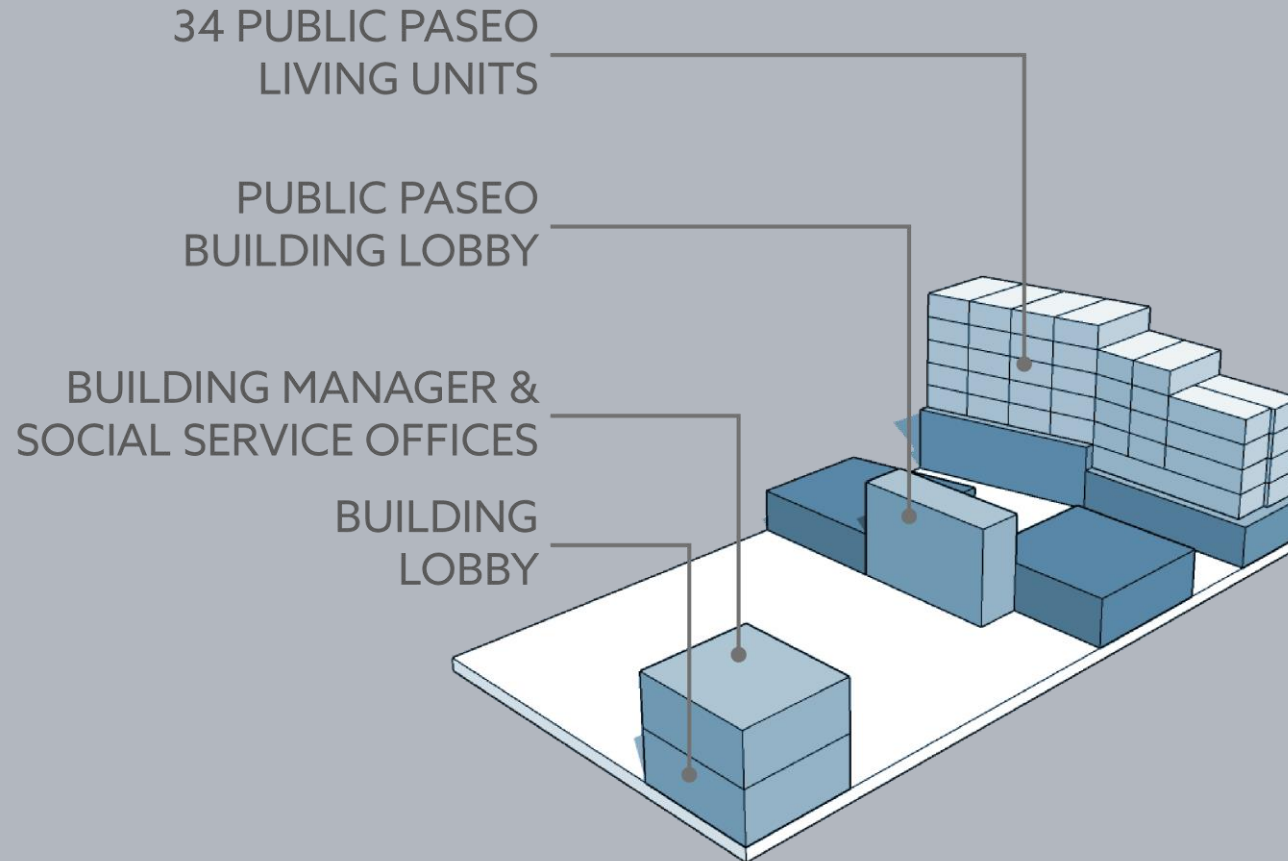 34 PUBLIC PASEO
LIVING UNITS
PUBLIC PASEO
BUILDING LOBBY
BUILDING MANAGER &
SOCIAL SERVICE OFFICES
BUILDING
LOBBY